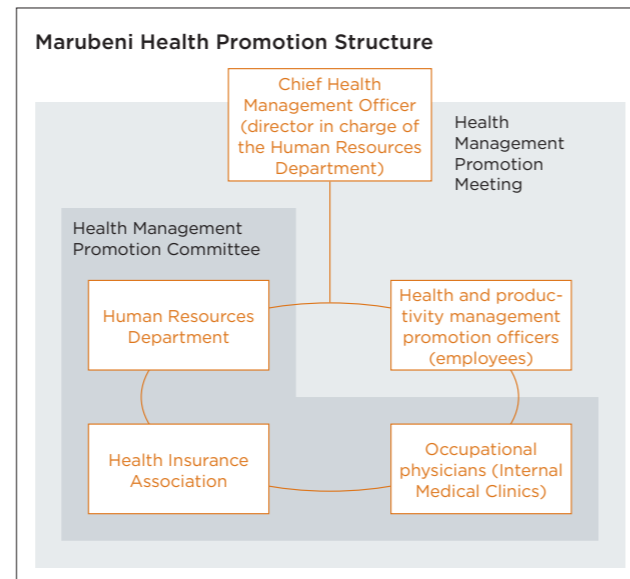 Marubeni Health Promotion Structure
Chief Health
Management Officer
(director in charge of
the Human Resources
Department)
Health
Management
Promotion
Meeting
Health Management
Promotion Committee
Human Resources
Department
Health and produc-
tivity management
promotion officers
(employees)
Health Insurance
Association
Occupational
physicians (Internal
Medical Clinics)